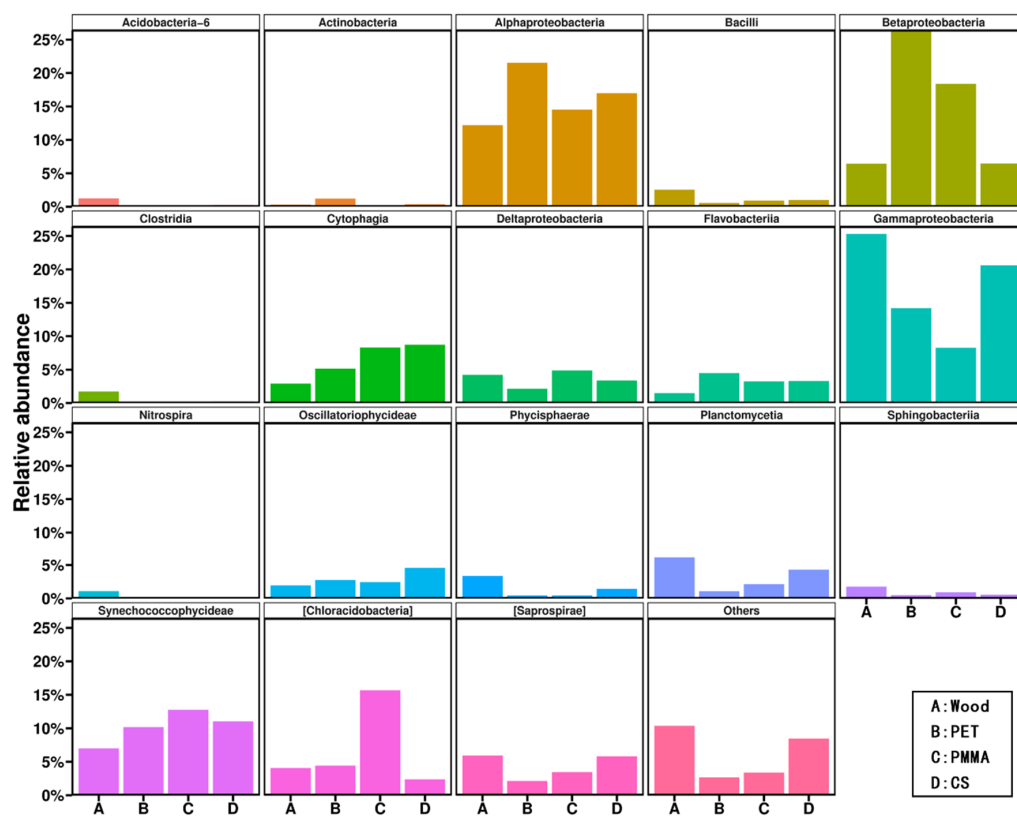 Acidobacteria−6 Actinobacteria Alphaproteobacteria Bacilli Betaproteobacteria
25%
20%
15%
10%
5%
0%
Clostridia Cytophagia Deltaproteobacteria Flavobacteriia Gammaproteobacteria
25%
20%
15%
10%
5%
0%
Relative abundance
Nitrospira Oscillatoriophycideae Phycisphaerae Planctomycetia Sphingobacteriia
25%
20%
15%
10%
5%
0%
A B C D
Synechococcophycideae [Chloracidobacteria] [Saprospirae] Others
25%
20%
15%
10%
5%
0%
A B C D A B C D A B C D A B C D
A:Wood
B:PET
C:PMMA
D:CS